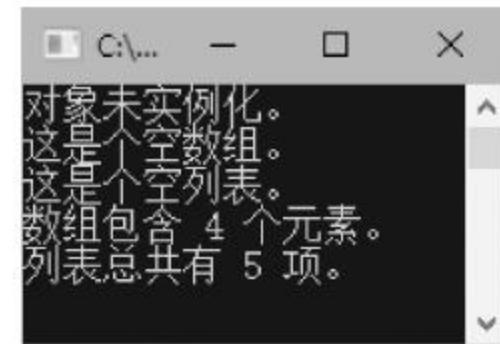 C:\...
对象未实例化。
这是个空数组。
这是个空列表。
数组包含 4 个元素。
列表总共有 5 项。